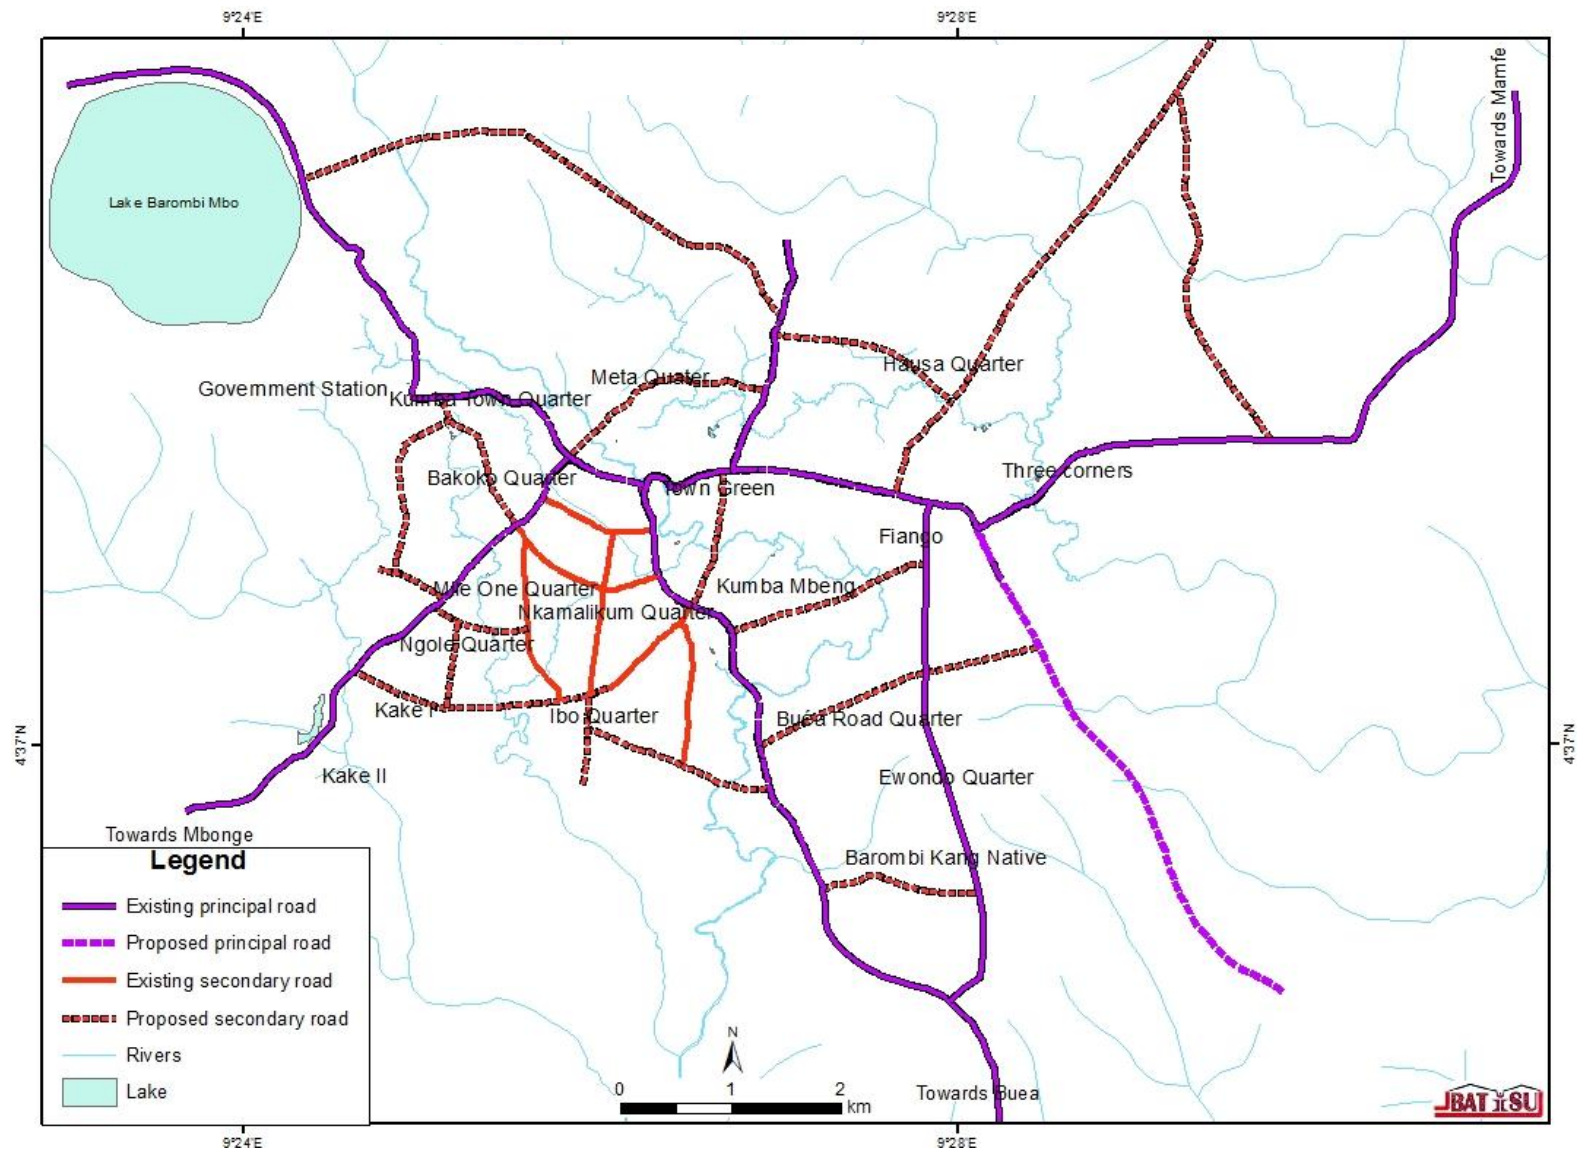 9°24'E
9°28'E
Towards Mamfe
Lake Barombi Mbo
Hausa Quarter
Meta Quater
Government Station
Kumba Town Quarter
Three corners
Bakoko Quarter
Town Green
Fiango
Mile One Quarter
Kumba Mbeng
Nkamalikum Quarter
Ngole Quarter
Kake I
Ibo Quarter
Buea Road Quarter
4°37'N
4°37'N
Kake II
Ewondo Quarter
Towards Mbonge
Barombi Kang Native
Legend
Existing principal road
Proposed principal road
Existing secondary road
Proposed secondary road
Rivers
Lake
N
0 1 2
km
Towards Buea
9°24'E
9°28'E